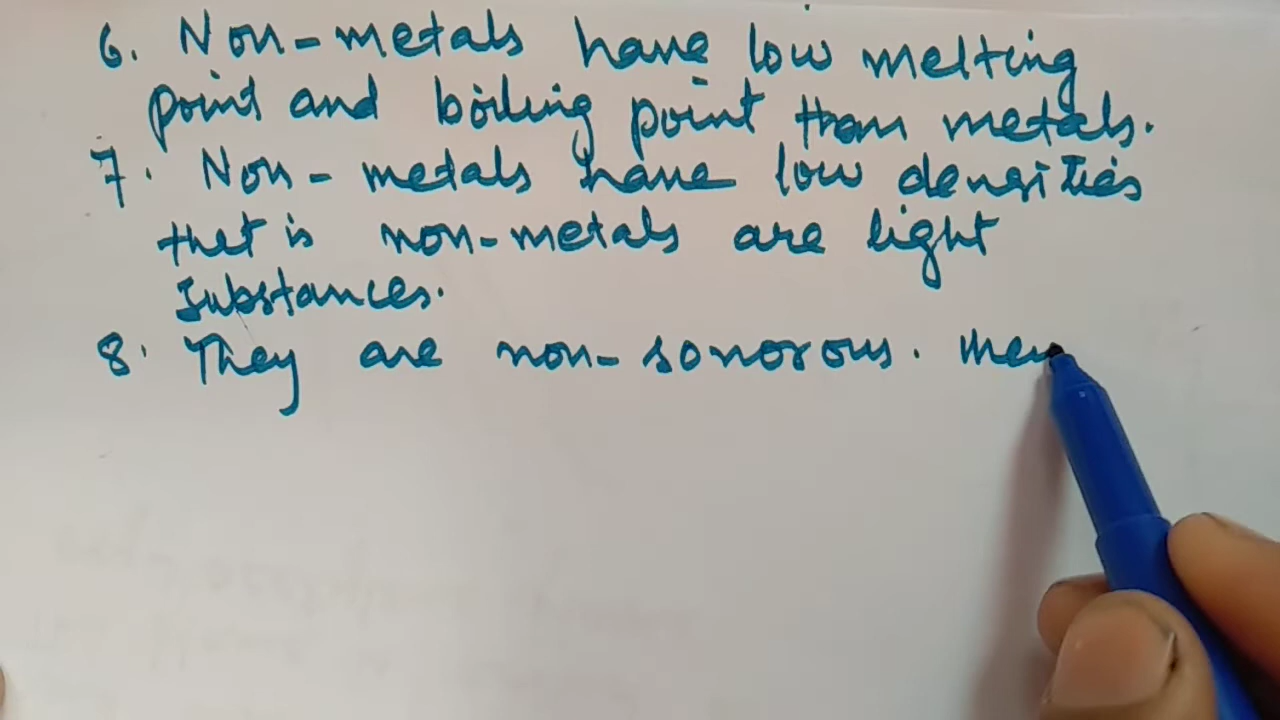 6. Non-metals have low melting
point and boiling point than metals.
7. Non-metals have low densities
that is non-metals are light
substances.
8. They are non-sonorous.